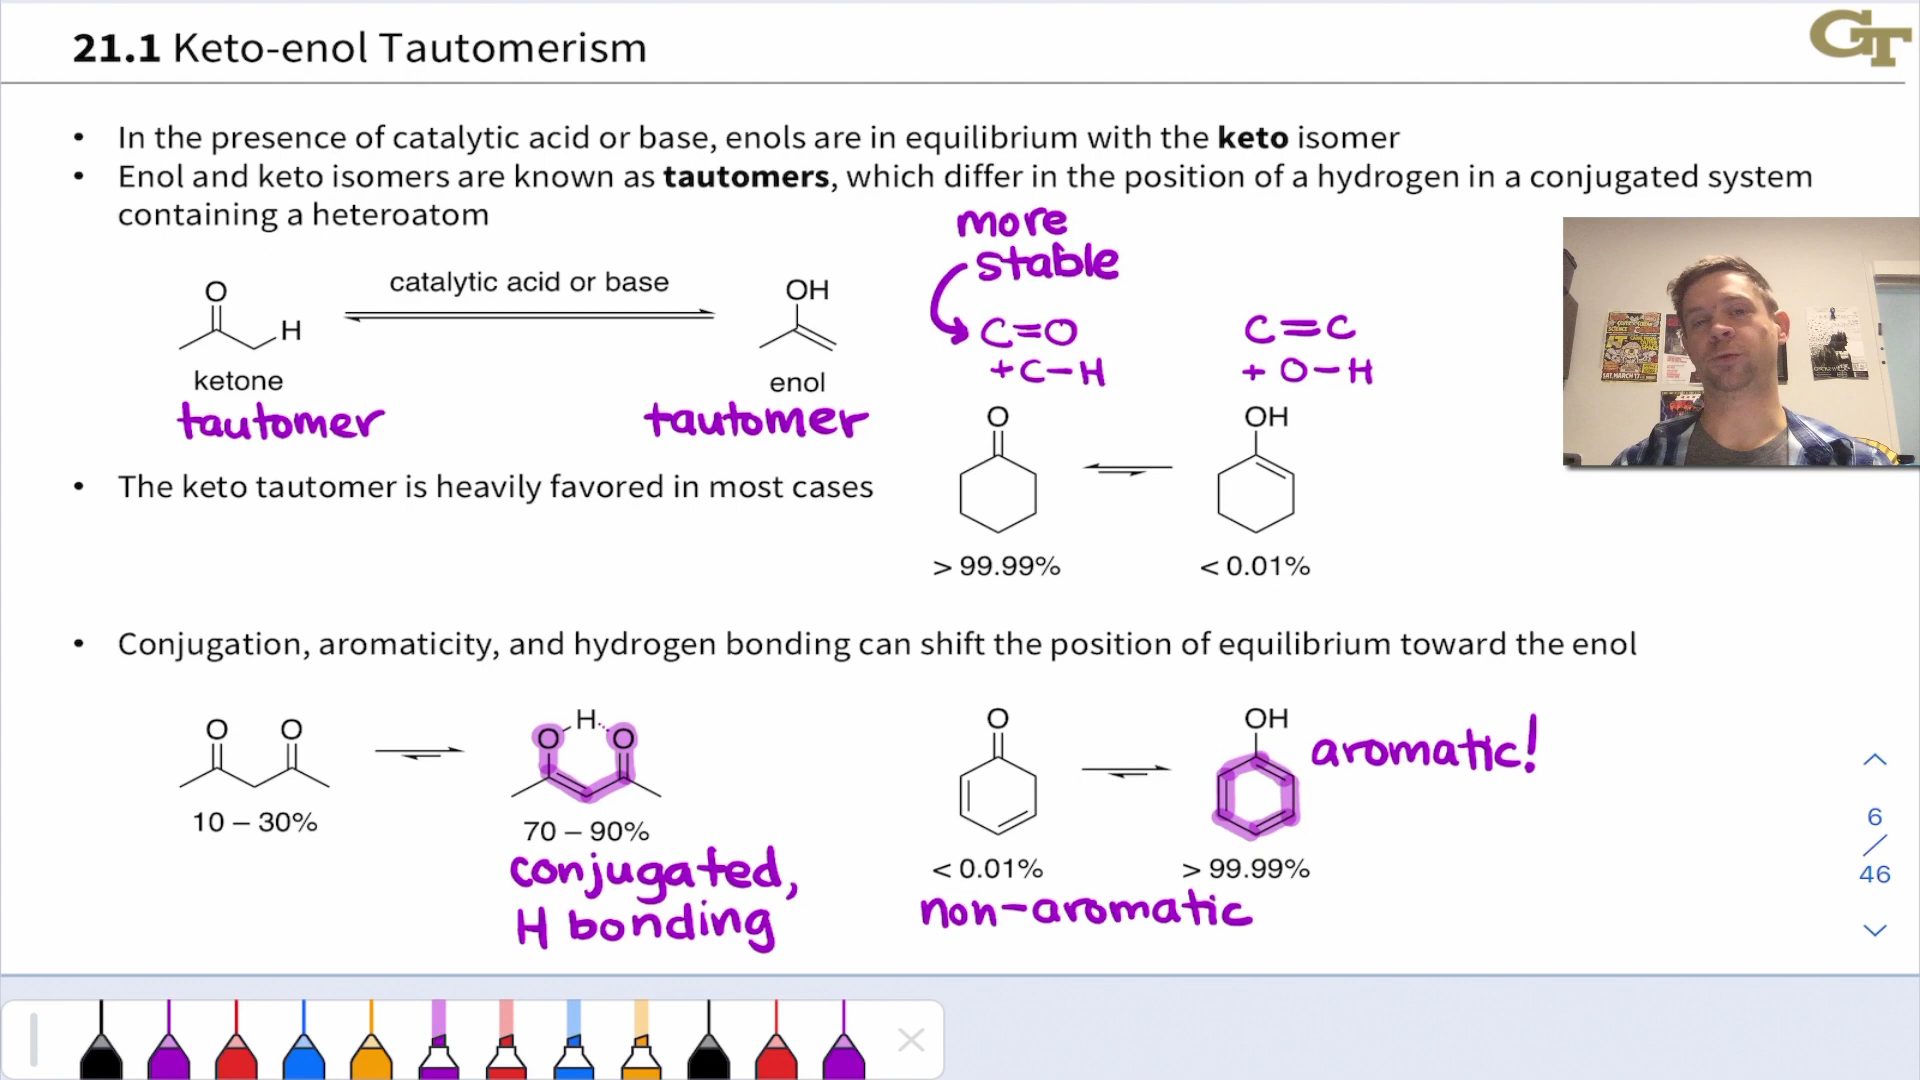 21.1 Keto-enol Tautomerism
GT
• In the presence of catalytic acid or base, enols are in equilibrium with the keto isomer
• Enol and keto isomers are known as tautomers, which differ in the position of a hydrogen in a conjugated system
containing a heteroatom
more
stable
O
H
catalytic acid or base
OH
C=O
+C-H
C=C
+ O-H
ketone
enol
tautomer
tautomer
O
OH
• The keto tautomer is heavily favored in most cases
> 99.99%
< 0.01%
• Conjugation, aromaticity, and hydrogen bonding can shift the position of equilibrium toward the enol
O O
O H O
O
OH
aromatic!
10 – 30%
70 – 90%
< 0.01%
> 99.99%
conjugated,
H bonding
non-aromatic
6
/
46